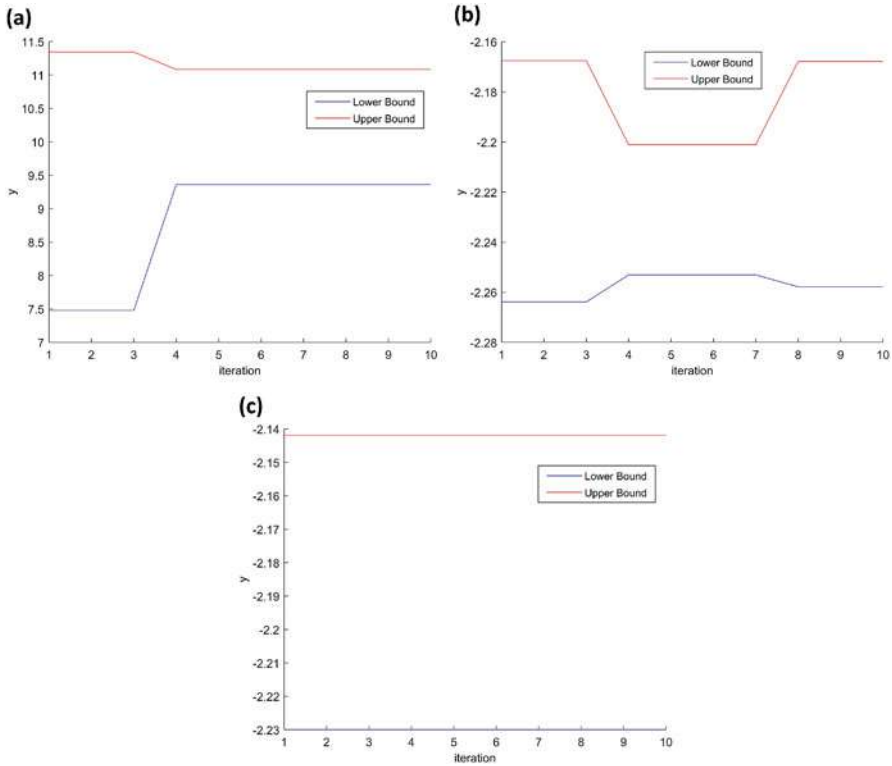 (a)
11.5
11
10.5
10
9.5
9
8.5
8
7.5
7
y
Lower Bound
Upper Bound
1 2 3 4 5 6 7 8 9 10
iteration
(b)
-2.16
-2.18
-2.2
-2.22
-2.24
-2.26
-2.28
y
Lower Bound
Upper Bound
1 2 3 4 5 6 7 8 9 10
iteration
(c)
-2.14
-2.15
-2.16
-2.17
-2.18
-2.19
-2.2
-2.21
-2.22
-2.23
y
Lower Bound
Upper Bound
1 2 3 4 5 6 7 8 9 10
iteration